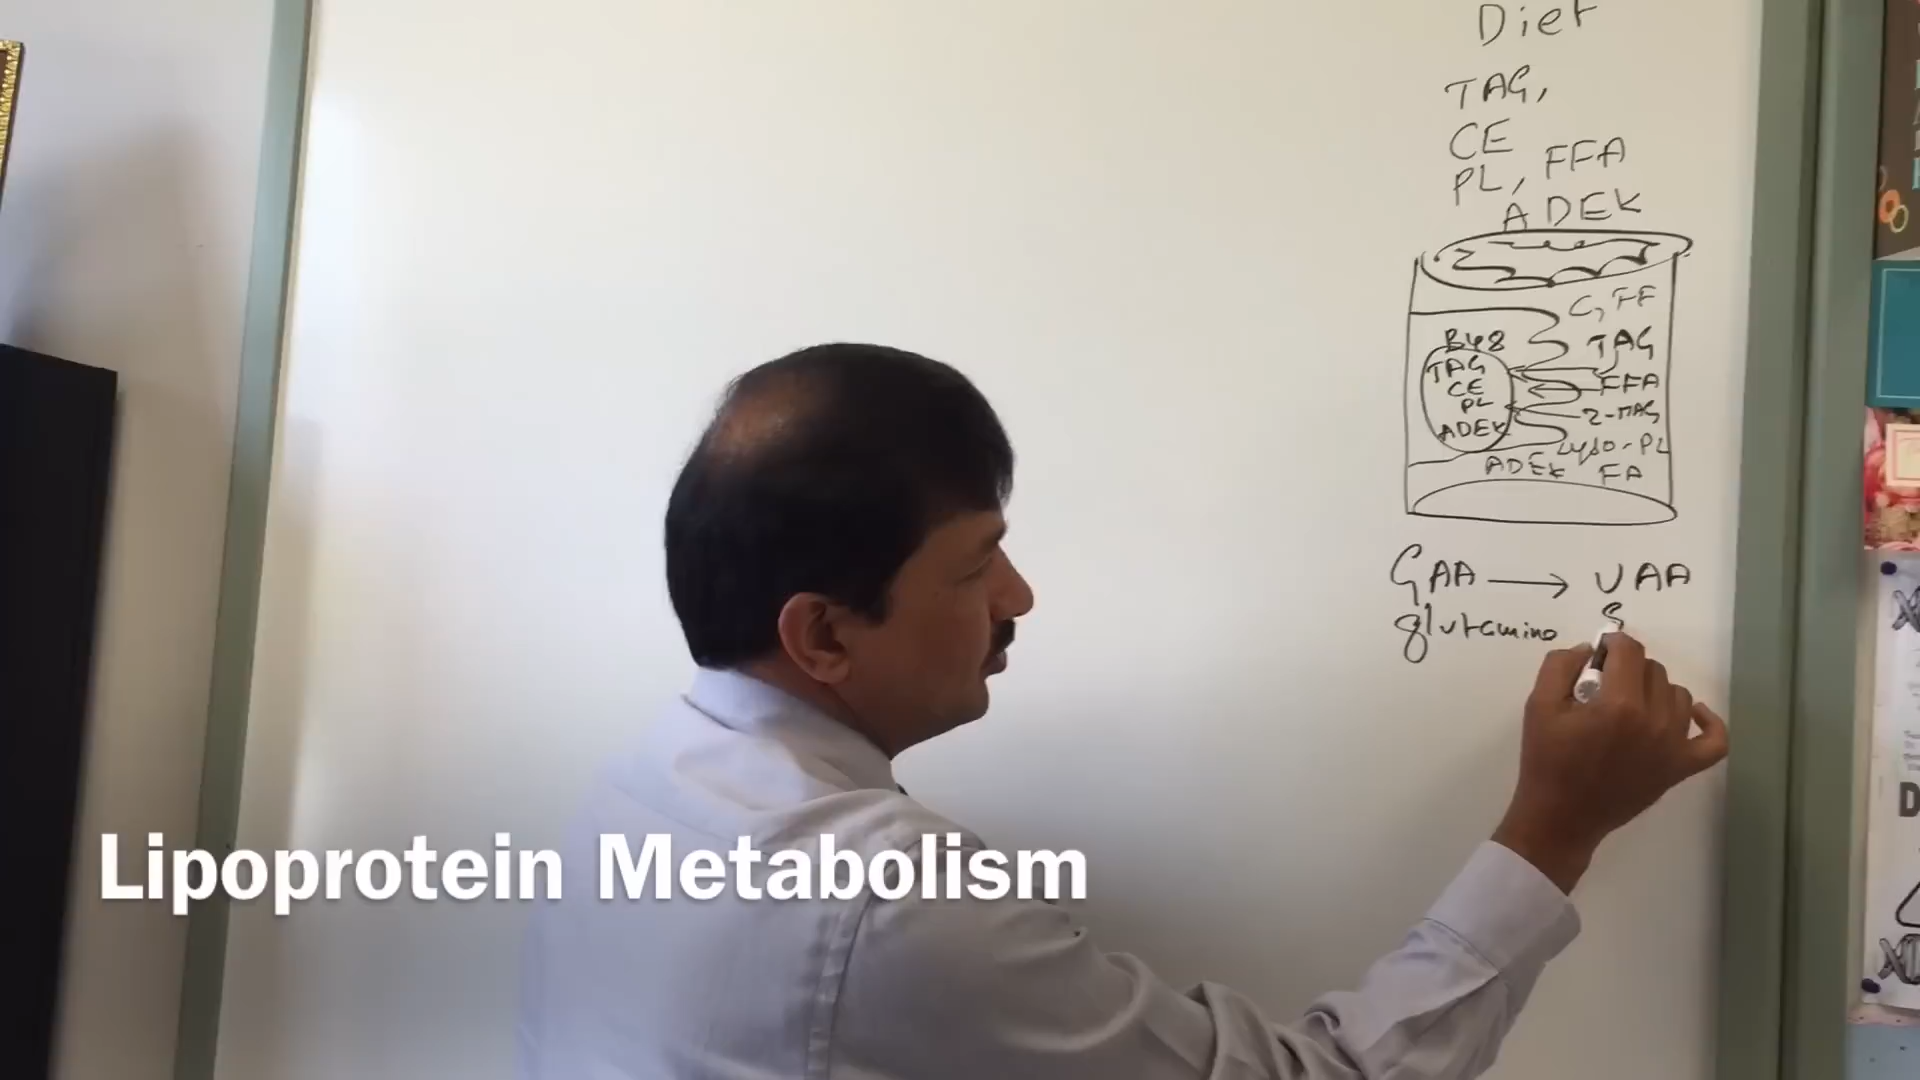 Diet
TAG,
CE
PL, FFA
ADEK
C, FF
B48
TAG
TAG
FFA
CE
2-MAG
PL
ADEK
Lyso-PL
ADEK FA
GAA → UAA
glutamine S
Lipoprotein Metabolism
D